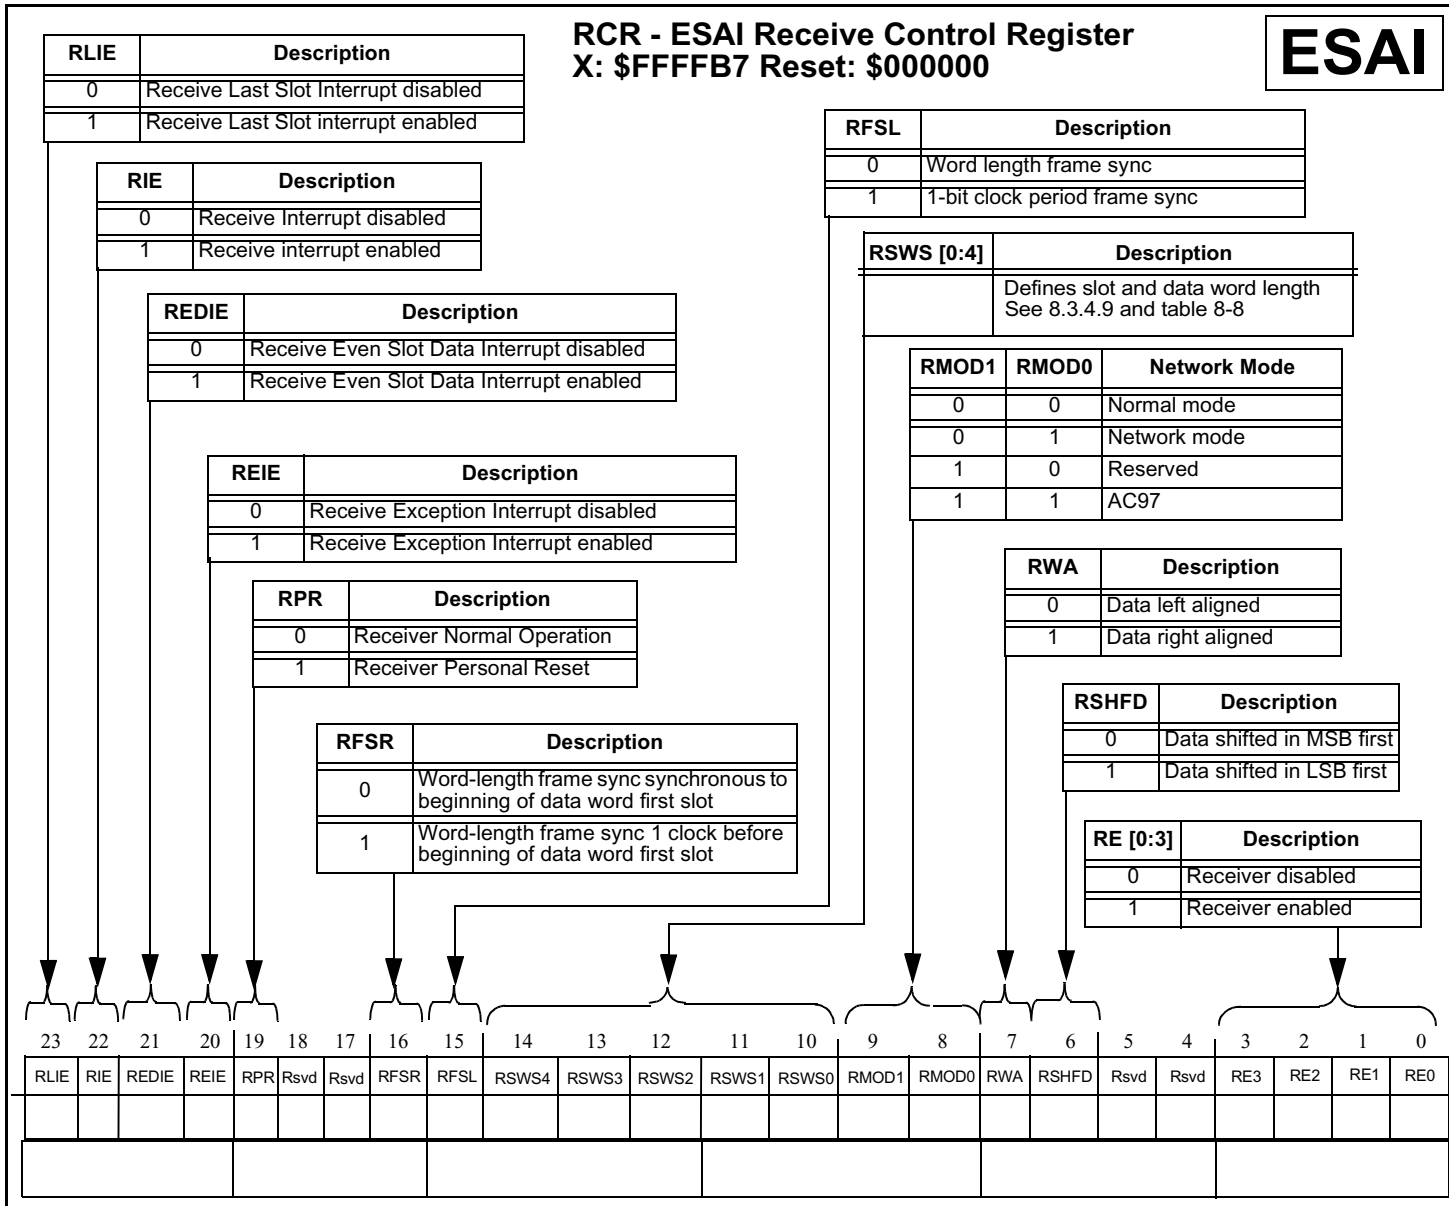 RCR - ESAI Receive Control Register
X: $FFFFB7 Reset: $000000
ESAI
RLIE Description
0 Receive Last Slot Interrupt disabled
1 Receive Last Slot interrupt enabled
RIE Description
0 Receive Interrupt disabled
1 Receive interrupt enabled
REDIE Description
0 Receive Even Slot Data Interrupt disabled
1 Receive Even Slot Data Interrupt enabled
REIE Description
0 Receive Exception Interrupt disabled
1 Receive Exception Interrupt enabled
RPR Description
0 Receiver Normal Operation
1 Receiver Personal Reset
RFSR Description
0 Word-length frame sync synchronous to
beginning of data word first slot
1 Word-length frame sync 1 clock before
beginning of data word first slot
RFSL Description
0 Word length frame sync
1 1-bit clock period frame sync
RSWS [0:4] Description
Defines slot and data word length
See 8.3.4.9 and table 8-8
RMOD1 RMOD0 Network Mode
0 0 Normal mode
0 1 Network mode
1 0 Reserved
1 1 AC97
RWA Description
0 Data left aligned
1 Data right aligned
RSHFD Description
0 Data shifted in MSB first
1 Data shifted in LSB first
RE [0:3] Description
0 Receiver disabled
1 Receiver enabled
23 22 21 20 19 18 17 16 15 14 13 12 11 10 9 8 7 6 5 4 3 2 1 0
RLIE RIE REDIE REIE RPR Rsvd Rsvd RFSR RFSL RSWS4 RSWS3 RSWS2 RSWS1 RSWS0 RMOD1 RMOD0 RWA RSHFD Rsvd Rsvd RE3 RE2 RE1 RE0